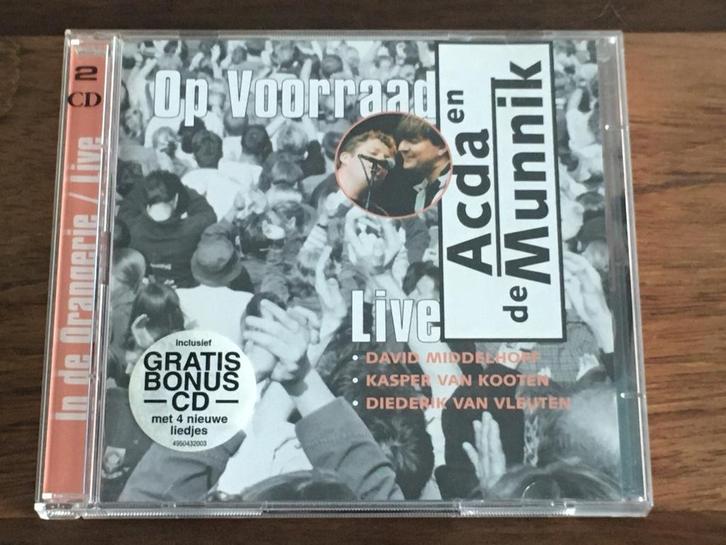 2
CD
In de Orangerie / Live
Op Voorraad
Acda en
de Munnik
Live
• DAVID MIDDELHOFF
• KASPER VAN KOOTEN
• DIEDERIK VAN VLEUTEN
inclusief
GRATIS
BONUS
— CD —
met 4 nieuwe
liedjes
4950432003